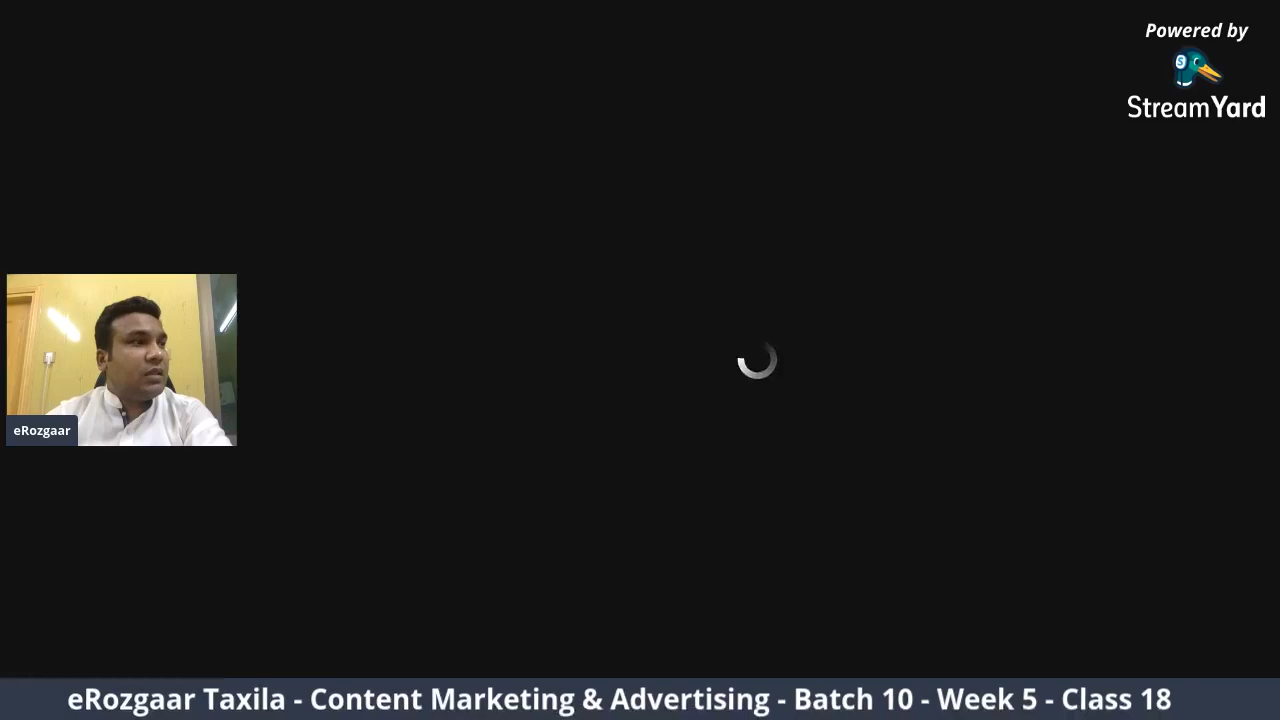 Powered by
S
StreamYard
eRozgaar
eRozgaar Taxila - Content Marketing & Advertising - Batch 10 - Week 5 - Class 18